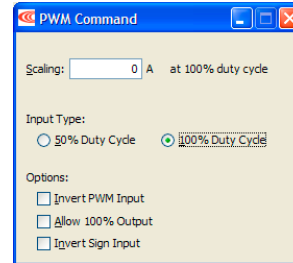 PWM Command
Scaling: 0 A at 100% duty cycle
Input Type:
50% Duty Cycle 100% Duty Cycle
Options:
Invert PWM Input
Allow 100% Output
Invert Sign Input